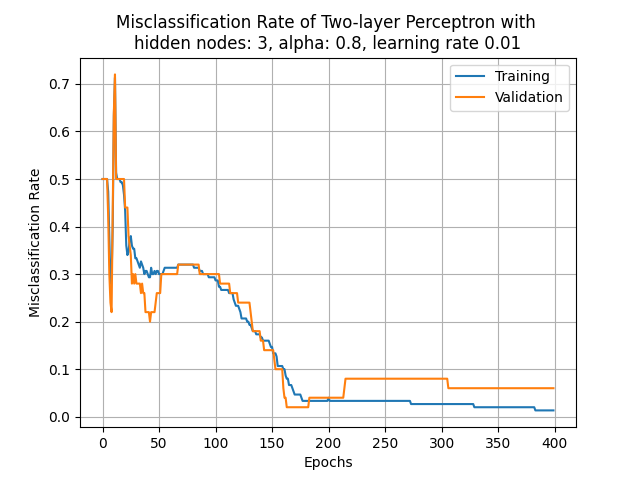 Misclassification Rate of Two-layer Perceptron with
hidden nodes: 3, alpha: 0.8, learning rate 0.01
Training
Validation
Misclassification Rate
0.7
0.6
0.5
0.4
0.3
0.2
0.1
0.0
0 50 100 150 200 250 300 350 400
Epochs